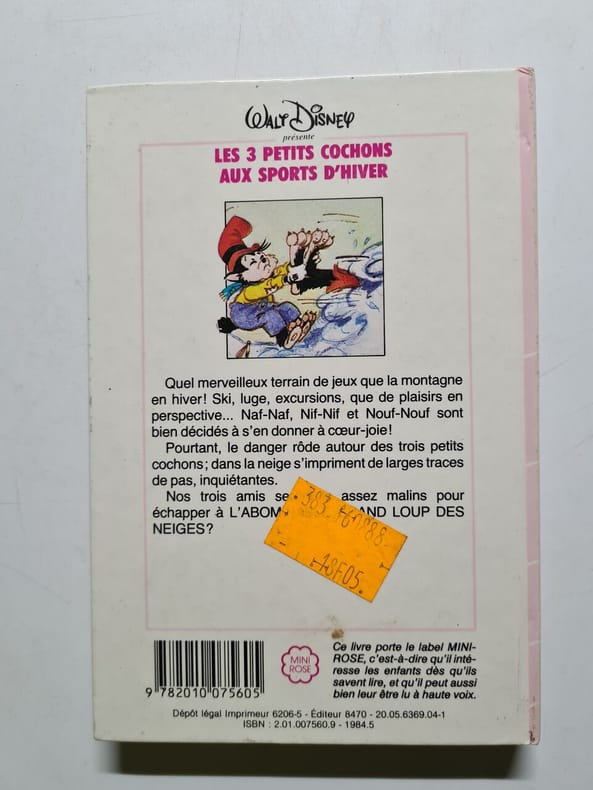 WALT DISNEY
présente
LES 3 PETITS COCHONS
AUX SPORTS D'HIVER
Quel merveilleux terrain de jeux que la montagne
en hiver! Ski, luge, excursions, que de plaisirs en
perspective... Naf-Naf, Nif-Nif et Nouf-Nouf sont
bien décidés à s'en donner à cœur-joie!
Pourtant, le danger rôde autour des trois petits
cochons; dans la neige s'impriment de larges traces
de pas, inquiétantes.
Nos trois amis assez malins pour
échapper à LOUP DES
NEIGES?
383
18F05
MINI
ROSE
Ce livre porte le label MINI-
ROSE, c'est-à-dire qu'il inté-
resse les enfants dès qu'ils
savent lire, et qu'il peut aussi
bien leur être lu à haute voix.
9 782010 075605
Dépôt légal Imprimeur 6206-5 - Éditeur 8470 - 20.05.6369.04-1
ISBN : 2.01.007560.9 - 1984.5